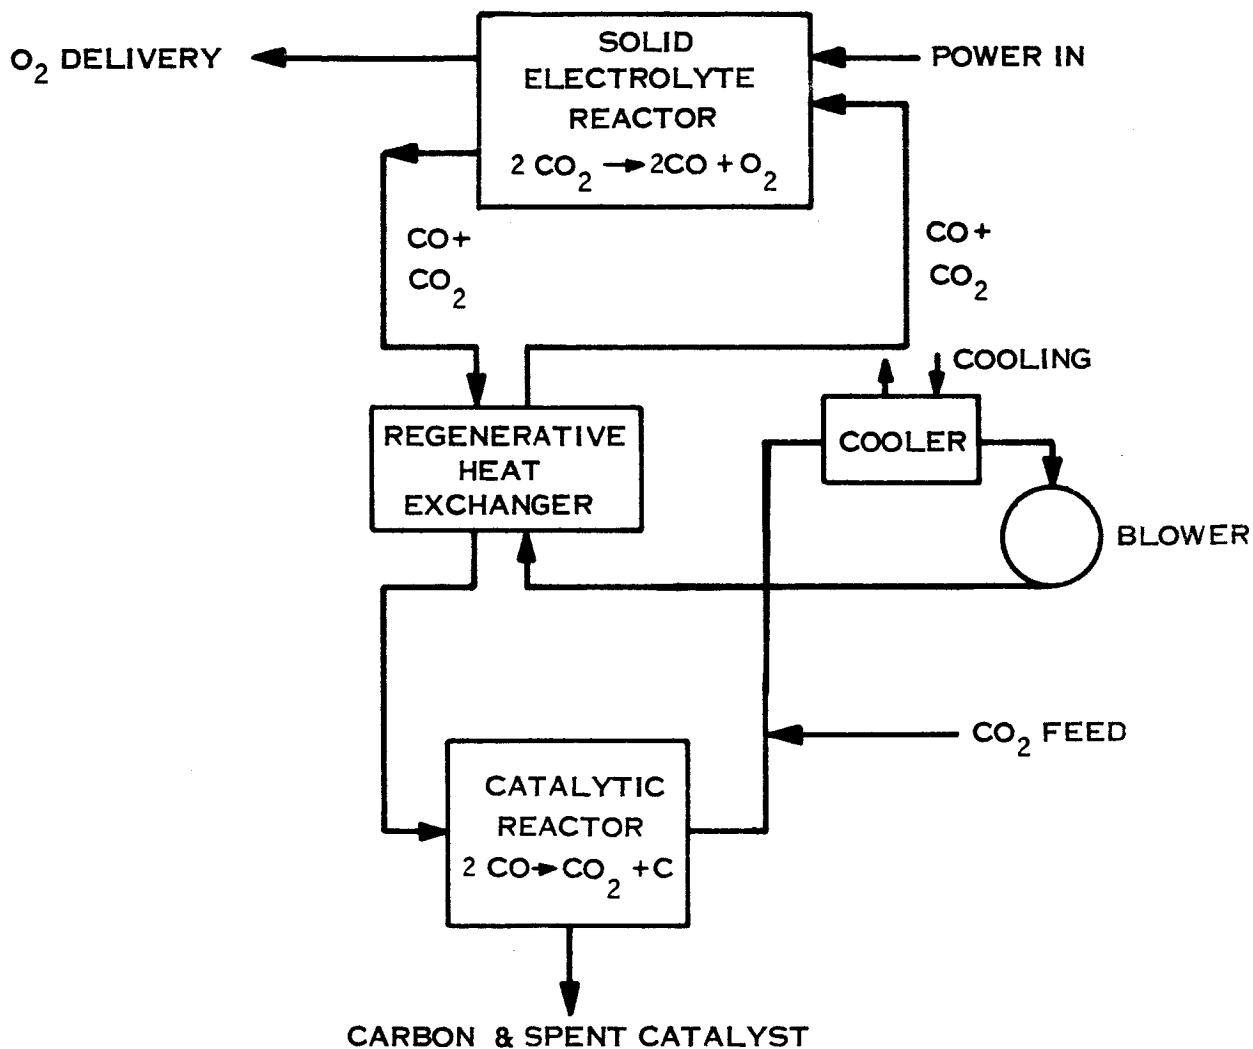 O2 DELIVERY
SOLID
ELECTROLYTE
REACTOR
2 CO2 → 2CO + O2
POWER IN
CO+
CO2
CO+
CO2
COOLING
REGENERATIVE
HEAT
EXCHANGER
COOLER
BLOWER
CO2 FEED
CATALYTIC
REACTOR
2 CO → CO2 + C
CARBON & SPENT CATALYST